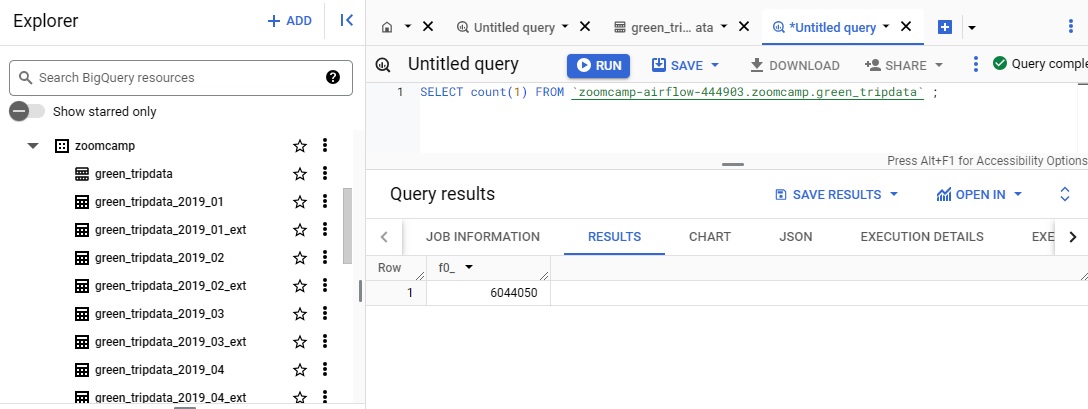 Explorer
+ ADD
Search BigQuery resources
?
Show starred only
zoomcamp
green_tripdata
green_tripdata_2019_01
green_tripdata_2019_01_ext
green_tripdata_2019_02
green_tripdata_2019_02_ext
green_tripdata_2019_03
green_tripdata_2019_03_ext
green_tripdata_2019_04
green_tripdata_2019_04_ext
Untitled query
green_tri... ata
*Untitled query
Untitled query
RUN
SAVE
DOWNLOAD
SHARE
Query comple
1 SELECT count(1) FROM `zoomcamp-airflow-444903.zoomcamp.green_tripdata` ;
Press Alt+F1 for Accessibility Options
Query results
SAVE RESULTS
OPEN IN
JOB INFORMATION
RESULTS
CHART
JSON
EXECUTION DETAILS
EXE
Row f0_
1 6044050